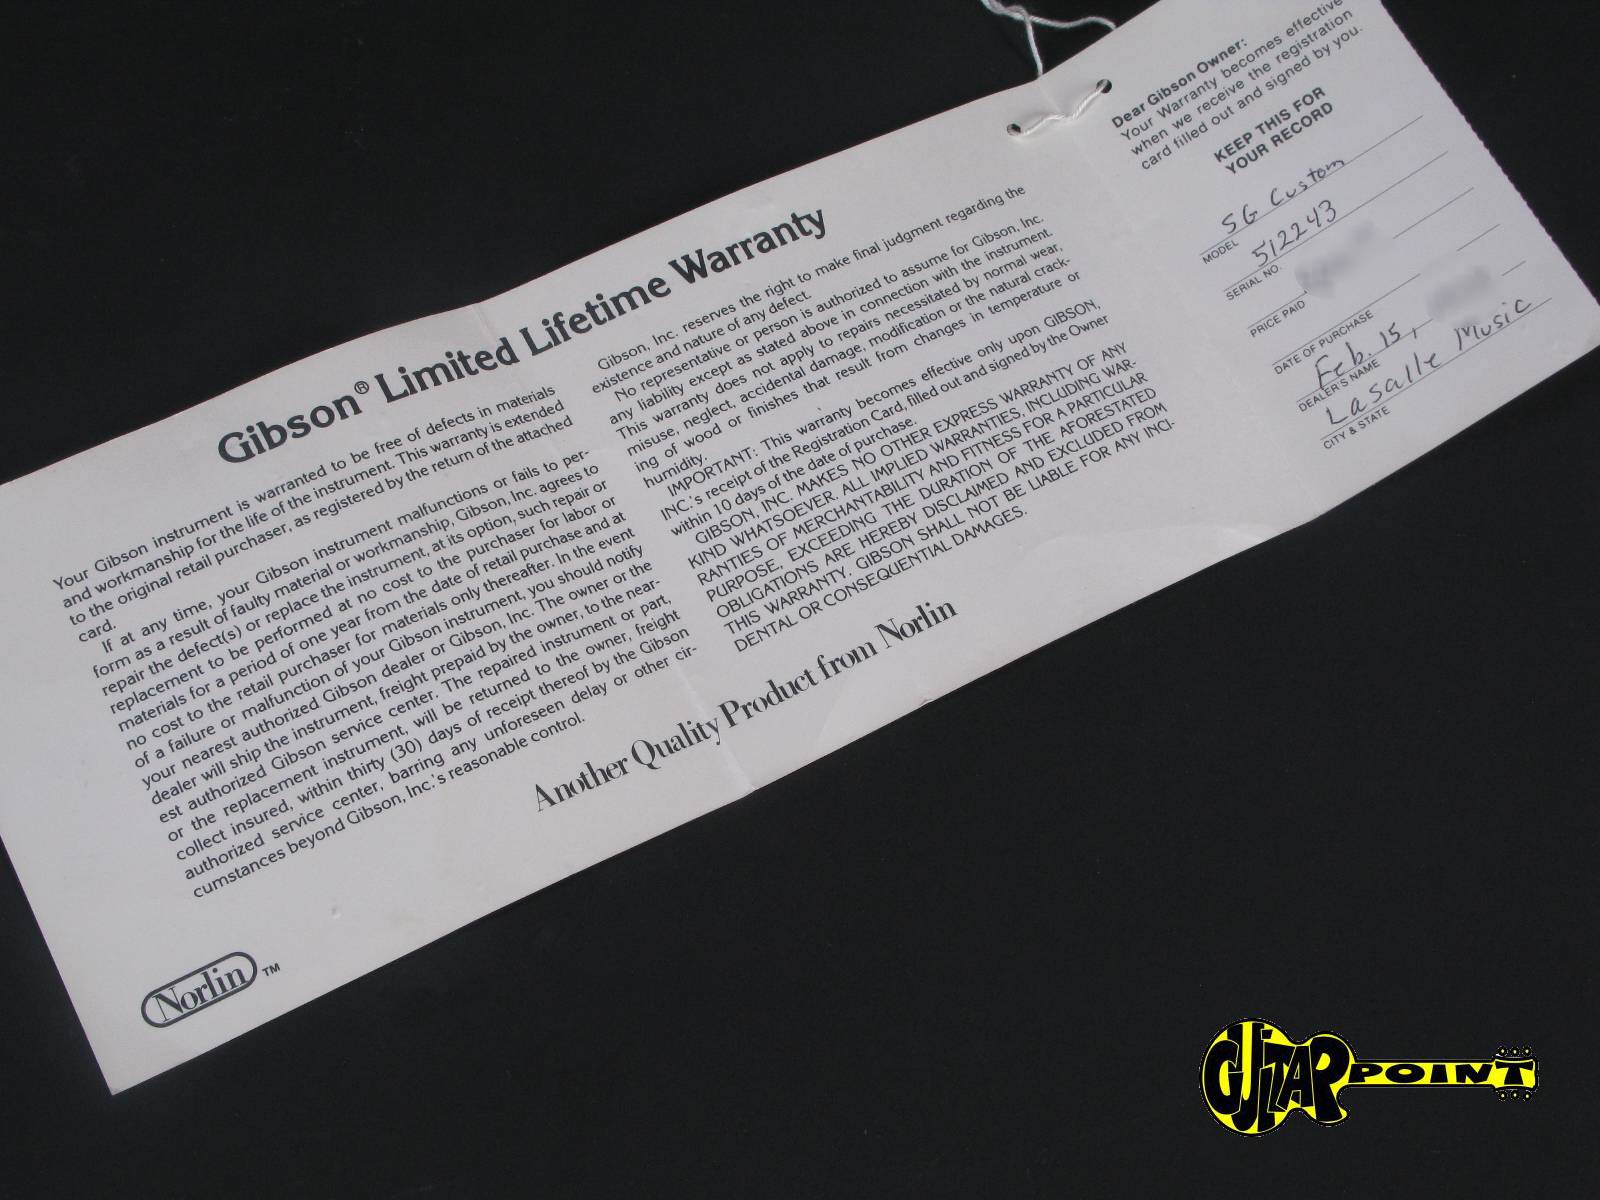 Gibson® Limited Lifetime Warranty
Your Gibson instrument is warranted to be free of defects in materials
and workmanship for the life of the instrument. This warranty is extended
to the original retail purchaser, as registered by the return of the attached
card.
If at any time, your Gibson instrument malfunctions or fails to per-
form as a result of faulty material or workmanship, Gibson, Inc. agrees to
repair the defect(s) or replace the instrument, at its option, such repair or
replacement to be performed at no cost to the purchaser for labor or
materials for a period of one year from the date of retail purchase and at
no cost to the retail purchaser for materials only thereafter. In the event
of a failure or malfunction of your Gibson instrument, you should notify
your nearest authorized Gibson dealer or Gibson, Inc. The owner or the
dealer will ship the instrument, freight prepaid by the owner, to the near-
est authorized Gibson service center. The repaired instrument or part,
or the replacement instrument, will be returned to the owner, freight
collect insured, within thirty (30) days of receipt thereof by the Gibson
authorized service center, barring any unforeseen delay or other cir-
cumstances beyond Gibson, Inc.'s reasonable control.
Gibson, Inc. reserves the right to make final judgment regarding the
existence and nature of any defect.
No representative or person is authorized to assume for Gibson, Inc.
any liability except as stated above in connection with the instrument.
This warranty does not apply to repairs necessitated by normal wear,
misuse, neglect, accidental damage, modification or the natural crack-
ing of wood or finishes that result from changes in temperature or
humidity.
IMPORTANT: This warranty becomes effective only upon GIBSON,
INC.'s receipt of the Registration Card, filled out and signed by the Owner
within 10 days of the date of purchase.
GIBSON, INC. MAKES NO OTHER EXPRESS WARRANTY OF ANY
KIND WHATSOEVER. ALL IMPLIED WARRANTIES, INCLUDING WAR-
RANTIES OF MERCHANTABILITY AND FITNESS FOR A PARTICULAR
PURPOSE, EXCEEDING THE DURATION OF THE AFORESTATED
OBLIGATIONS ARE HEREBY DISCLAIMED AND EXCLUDED FROM
THIS WARRANTY. GIBSON SHALL NOT BE LIABLE FOR ANY INCI-
DENTAL OR CONSEQUENTIAL DAMAGES.
Another Quality Product from Norlin
Norlin ™
Dear Gibson Owner:
Your Warranty becomes effective
when we receive the registration
card filled out and signed by you.
KEEP THIS FOR
YOUR RECORD
SG Custom
MODEL
512243
SERIAL NO.
PRICE PAID
DATE OF PURCHASE
Feb. 15,
DEALER'S NAME
Lasalle Music
CITY & STATE
GUITAR POINT